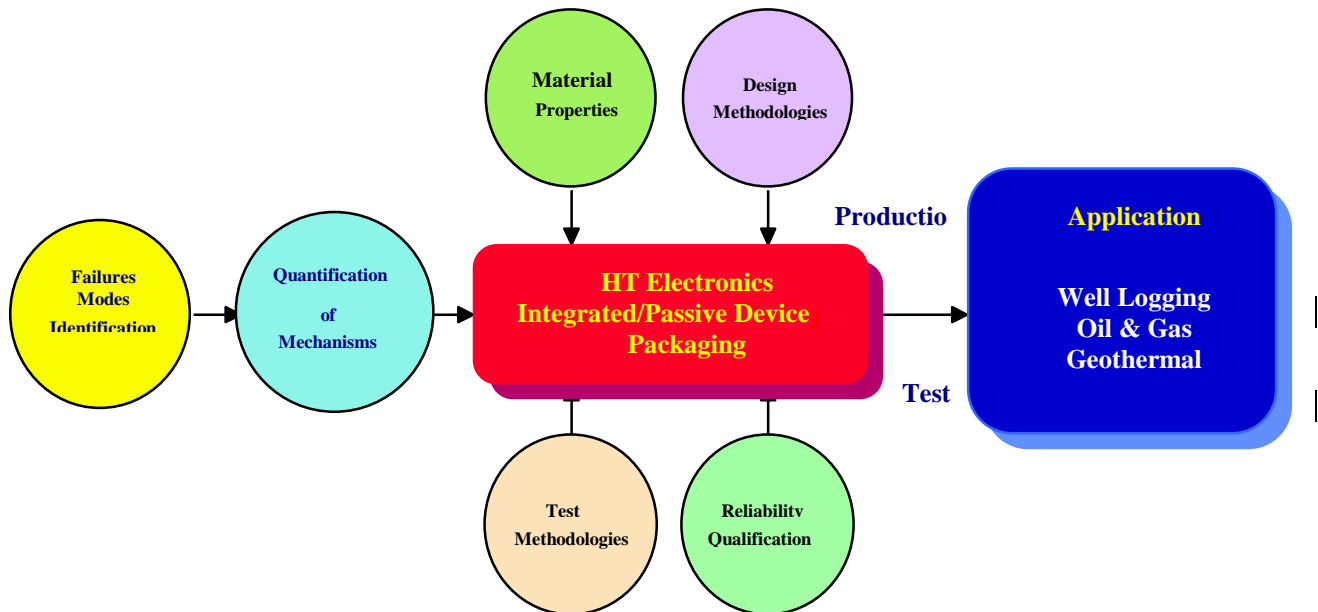 Material
Properties
Design
Methodologies
Failures
Modes
Identification
Quantification
of
Mechanisms
HT Electronics
Integrated/Passive Device
Packaging
Productio
Test
Application
Well Logging
Oil & Gas
Geothermal
Test
Methodologies
Reliability
Qualification